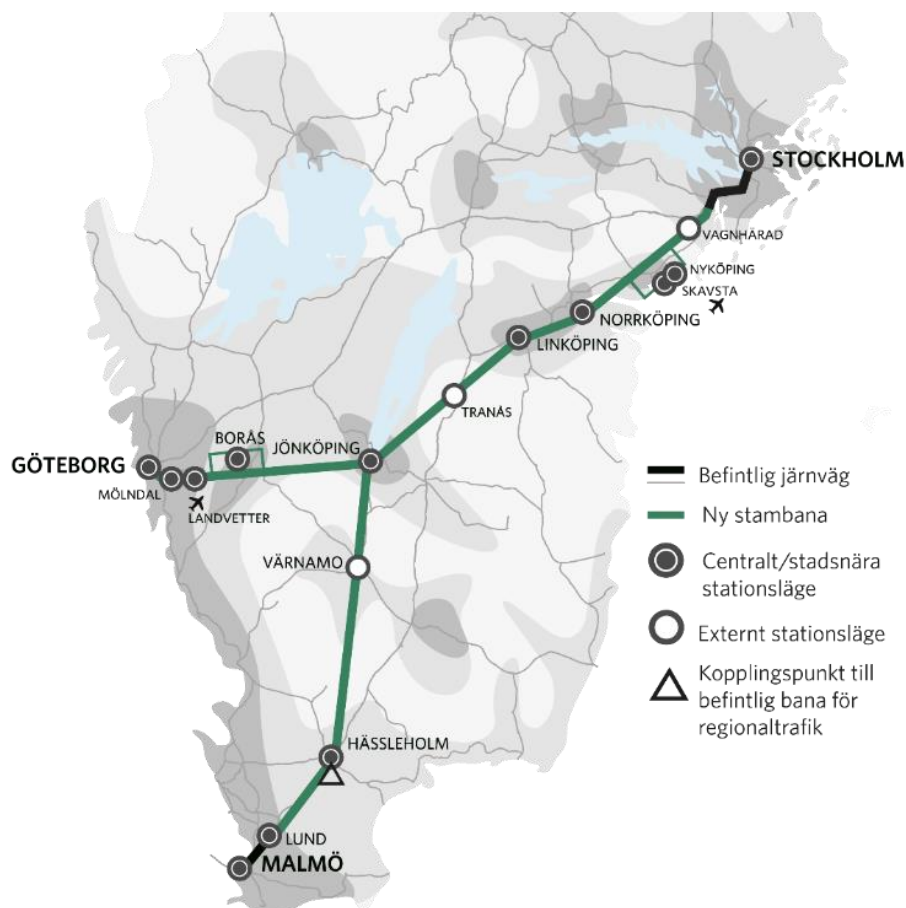 STOCKHOLM
VAGNHÄRAD
NYKÖPING
SKAVSTA
NORRKÖPING
LINKÖPING
TRANÅS
BORÅS
JÖNKÖPING
GÖTEBORG
MÖLNDAL
LANDVETTER
VÄRNAMO
HÄSSLEHOLM
LUND
MALMÖ
Befintlig järnväg
Ny stambana
Centralt/stadsnära
stationsläge
Externt stationsläge
Kopplingspunkt till
befintlig bana för
regionaltrafik